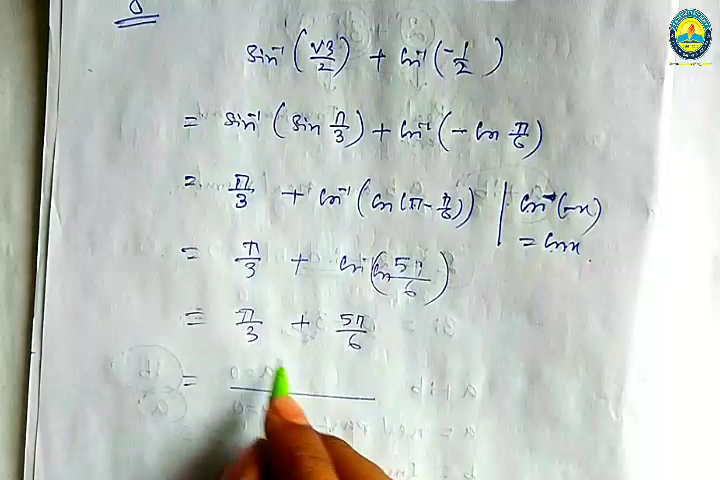 sin⁻¹(√3/2) + cos⁻¹(-1/2)
= sin⁻¹(sin π/3) + cos⁻¹(-cos π/6)
= π/3 + cos⁻¹(cos(π - π/6)) | cos⁻¹(-x)
= cosx.
= π/3 + cos⁻¹(cos 5π/6)
= π/3 + 5π/6
=